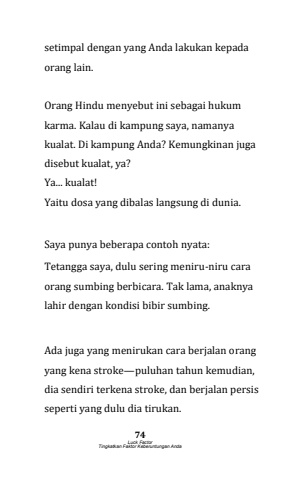 setimpal dengan yang Anda lakukan kepada
orang lain.
Orang Hindu menyebut ini sebagai hukum
karma. Kalau di kampung saya, namanya
kualat. Di kampung Anda? Kemungkinan juga
disebut kualat, ya?
Ya... kualat!
Yaitu dosa yang dibalas langsung di dunia.
Saya punya beberapa contoh nyata:
Tetangga saya, dulu sering meniru-niru cara
orang sumbing berbicara. Tak lama, anaknya
lahir dengan kondisi bibir sumbing.
Ada juga yang menirukan cara berjalan orang
yang kena stroke—puluhan tahun kemudian,
dia sendiri terkena stroke, dan berjalan persis
seperti yang dulu dia tirukan.
74
Luck Factor
Tingkatkan Faktor Keberuntungan Anda